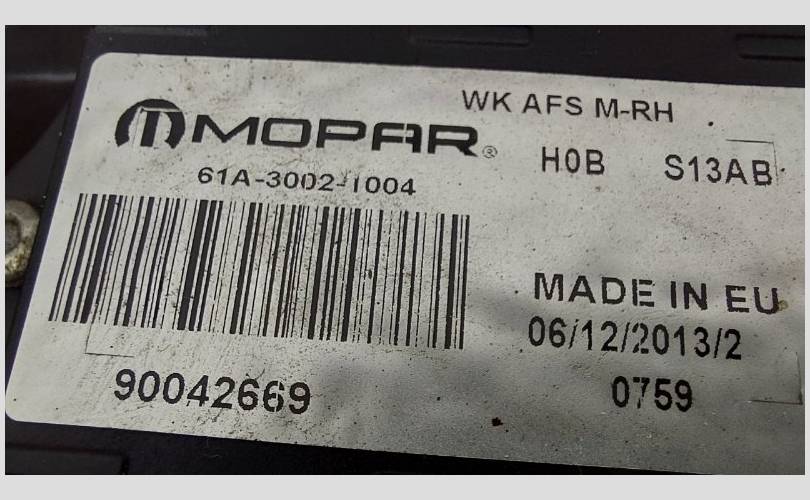 WK AFS M-RH
MOPAR®
H0B S13AB
61A-3002-1004
MADE IN EU
06/12/2013/2
90042669
0759